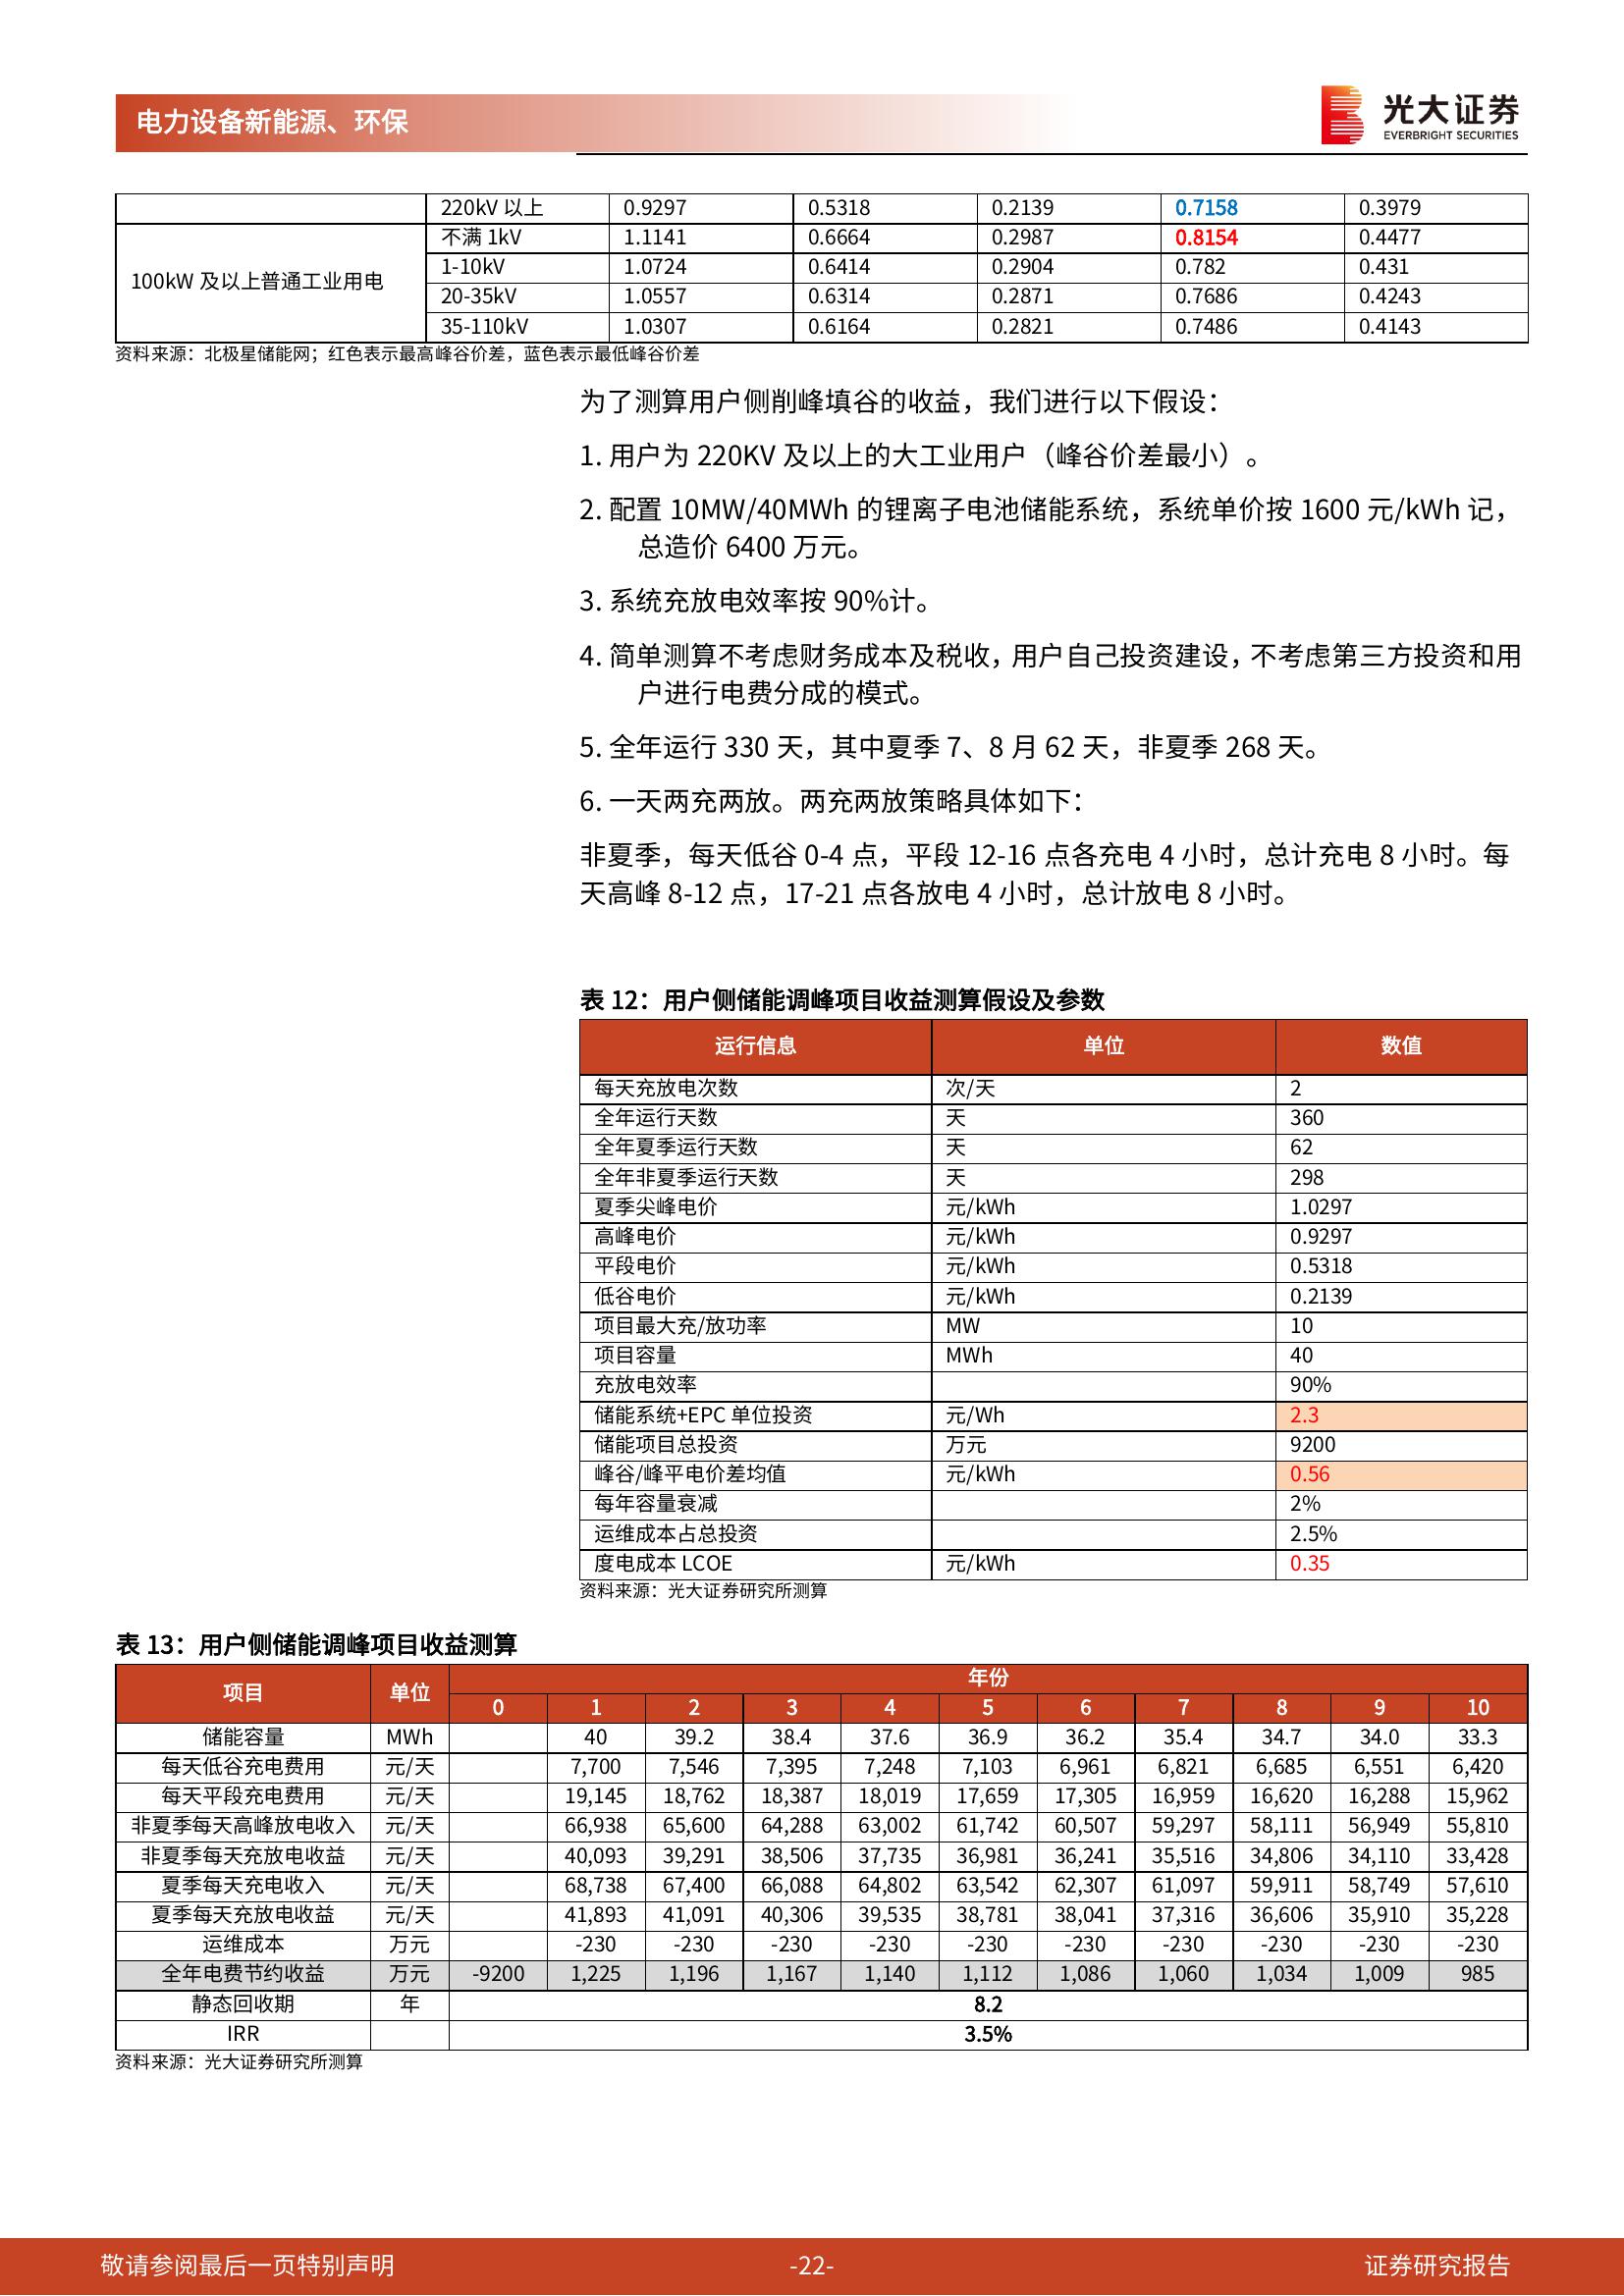 电力设备新能源、环保
光大证券
EVERBRIGHT SECURITIES
220kV 以上 0.9297 0.5318 0.2139 0.7158 0.3979
100kW 及以上普通工业用电
不满 1kV 1.1141 0.6664 0.2987 0.8154 0.4477
1-10kV 1.0724 0.6414 0.2904 0.782 0.431
20-35kV 1.0557 0.6314 0.2871 0.7686 0.4243
35-110kV 1.0307 0.6164 0.2821 0.7486 0.4143
资料来源：北极星储能网；红色表示最高峰谷价差，蓝色表示最低峰谷价差
为了测算用户侧削峰填谷的收益，我们进行以下假设：
1. 用户为 220KV 及以上的大工业用户（峰谷价差最小）。
2. 配置 10MW/40MWh 的锂离子电池储能系统，系统单价按 1600 元/kWh 记，
总造价 6400 万元。
3. 系统充放电效率按 90%计。
4. 简单测算不考虑财务成本及税收，用户自己投资建设，不考虑第三方投资和用
户进行电费分成的模式。
5. 全年运行 330 天，其中夏季 7、8 月 62 天，非夏季 268 天。
6. 一天两充两放。两充两放策略具体如下：
非夏季，每天低谷 0-4 点，平段 12-16 点各充电 4 小时，总计充电 8 小时。每
天高峰 8-12 点，17-21 点各放电 4 小时，总计放电 8 小时。
表 12：用户侧储能调峰项目收益测算假设及参数
运行信息 单位 数值
每天充放电次数 次/天 2
全年运行天数 天 360
全年夏季运行天数 天 62
全年非夏季运行天数 天 298
夏季尖峰电价 元/kWh 1.0297
高峰电价 元/kWh 0.9297
平段电价 元/kWh 0.5318
低谷电价 元/kWh 0.2139
项目最大充/放功率 MW 10
项目容量 MWh 40
充放电效率 90%
储能系统+EPC 单位投资 元/Wh 2.3
储能项目总投资 万元 9200
峰谷/峰平电价差均值 元/kWh 0.56
每年容量衰减 2%
运维成本占总投资 2.5%
度电成本 LCOE 元/kWh 0.35
资料来源：光大证券研究所测算
表 13：用户侧储能调峰项目收益测算
项目 单位 年份
0 1 2 3 4 5 6 7 8 9 10
储能容量 MWh 40 39.2 38.4 37.6 36.9 36.2 35.4 34.7 34.0 33.3
每天低谷充电费用 元/天 7,700 7,546 7,395 7,248 7,103 6,961 6,821 6,685 6,551 6,420
每天平段充电费用 元/天 19,145 18,762 18,387 18,019 17,659 17,305 16,959 16,620 16,288 15,962
非夏季每天高峰放电收入 元/天 66,938 65,600 64,288 63,002 61,742 60,507 59,297 58,111 56,949 55,810
非夏季每天充放电收益 元/天 40,093 39,291 38,506 37,735 36,981 36,241 35,516 34,806 34,110 33,428
夏季每天充电收入 元/天 68,738 67,400 66,088 64,802 63,542 62,307 61,097 59,911 58,749 57,610
夏季每天充放电收益 元/天 41,893 41,091 40,306 39,535 38,781 38,041 37,316 36,606 35,910 35,228
运维成本 万元 -230 -230 -230 -230 -230 -230 -230 -230 -230 -230
全年电费节约收益 万元 -9200 1,225 1,196 1,167 1,140 1,112 1,086 1,060 1,034 1,009 985
静态回收期 年 8.2
IRR 3.5%
资料来源：光大证券研究所测算
敬请参阅最后一页特别声明 -22- 证券研究报告